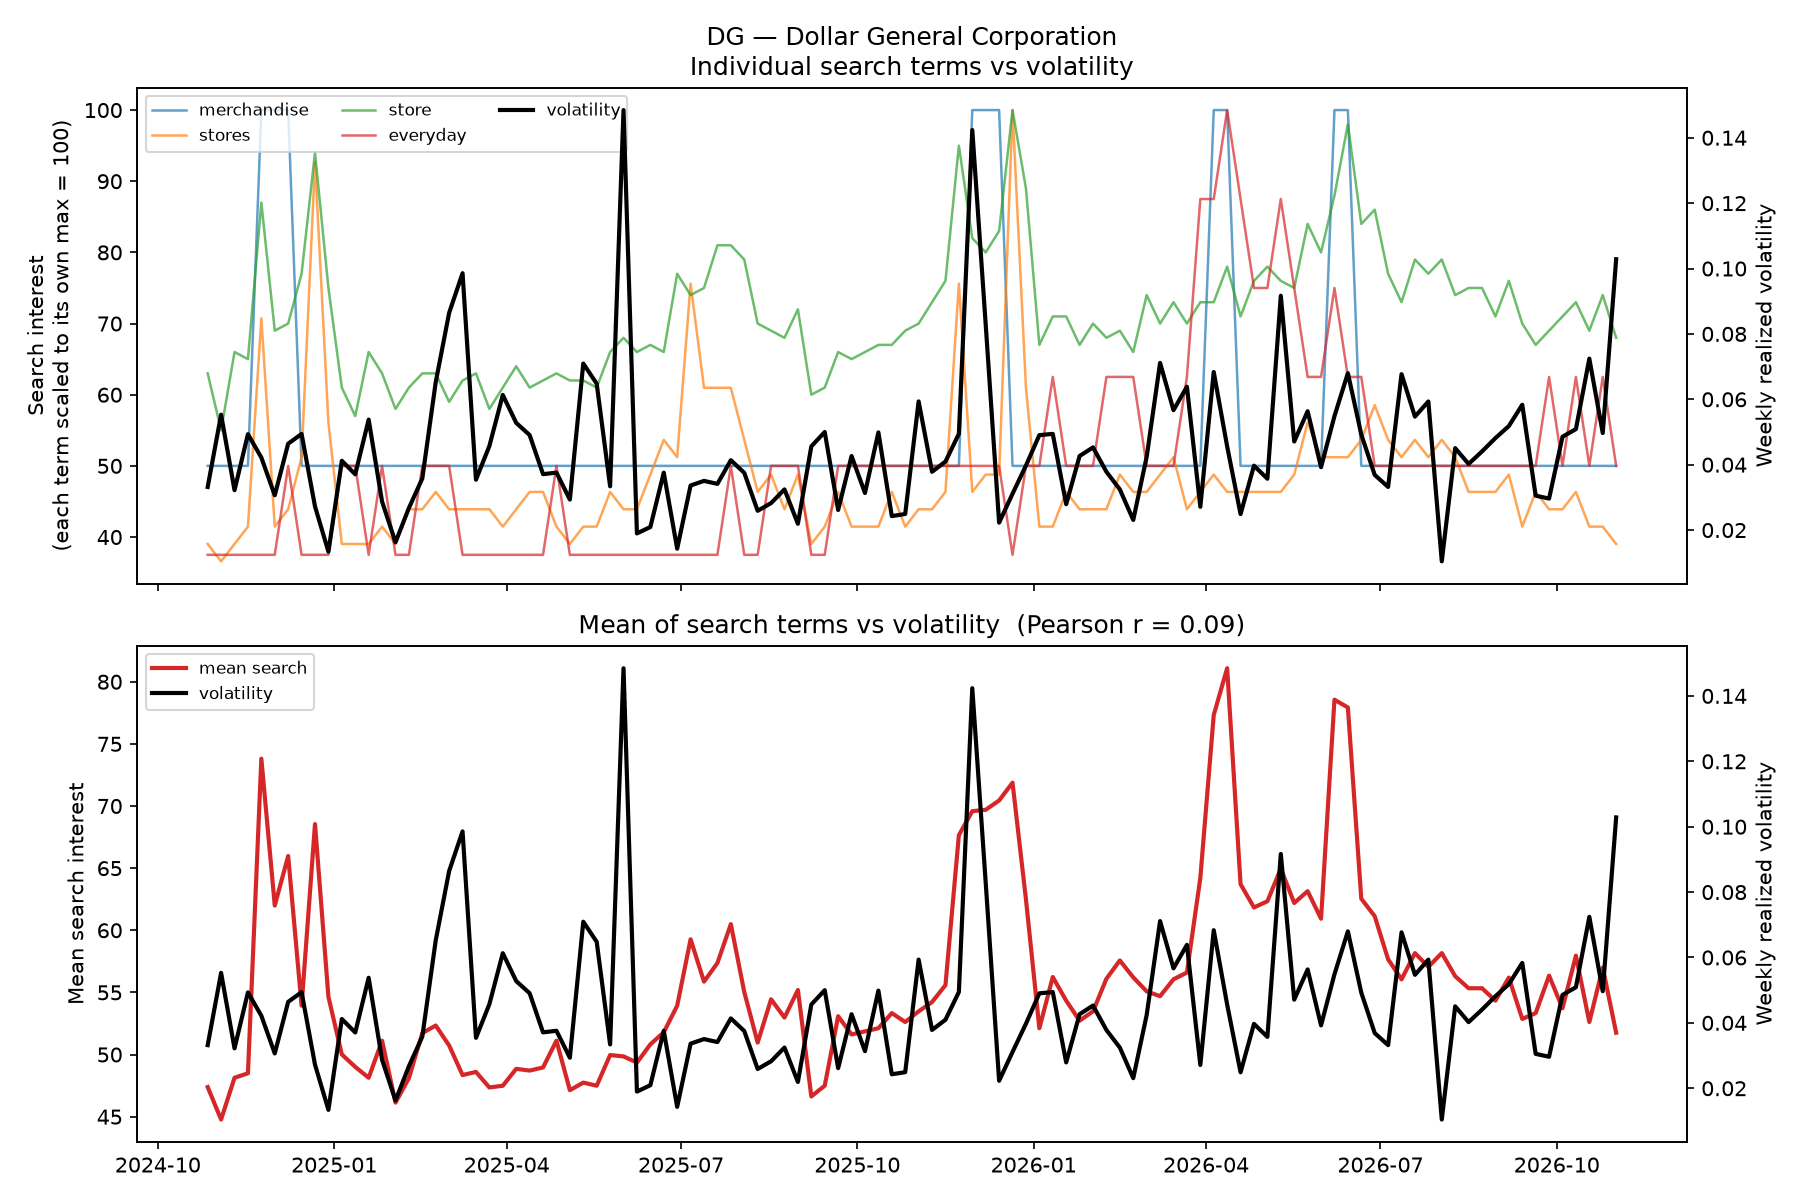 DG — Dollar General Corporation
Individual search terms vs volatility
merchandise
stores
store
everyday
volatility
Search interest
(each term scaled to its own max = 100)
100
90
80
70
60
50
40
0.14
0.12
0.10
0.08
0.06
0.04
0.02
Weekly realized volatility
Mean of search terms vs volatility (Pearson r = 0.09)
mean search
volatility
Mean search interest
80
75
70
65
60
55
50
45
0.14
0.12
0.10
0.08
0.06
0.04
0.02
Weekly realized volatility
2024-10
2025-01
2025-04
2025-07
2025-10
2026-01
2026-04
2026-07
2026-10